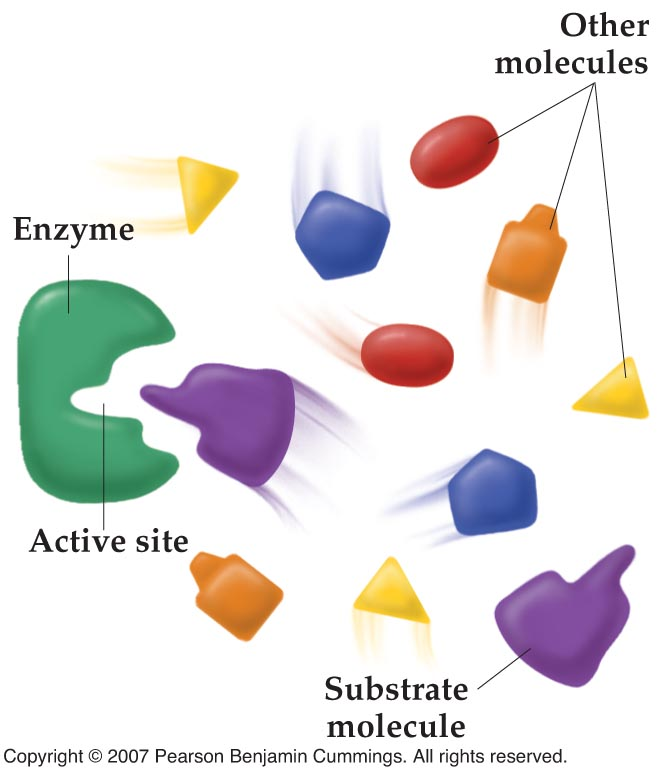 Other
molecules
Enzyme
Active site
Substrate
molecule
Copyright © 2007 Pearson Benjamin Cummings. All rights reserved.